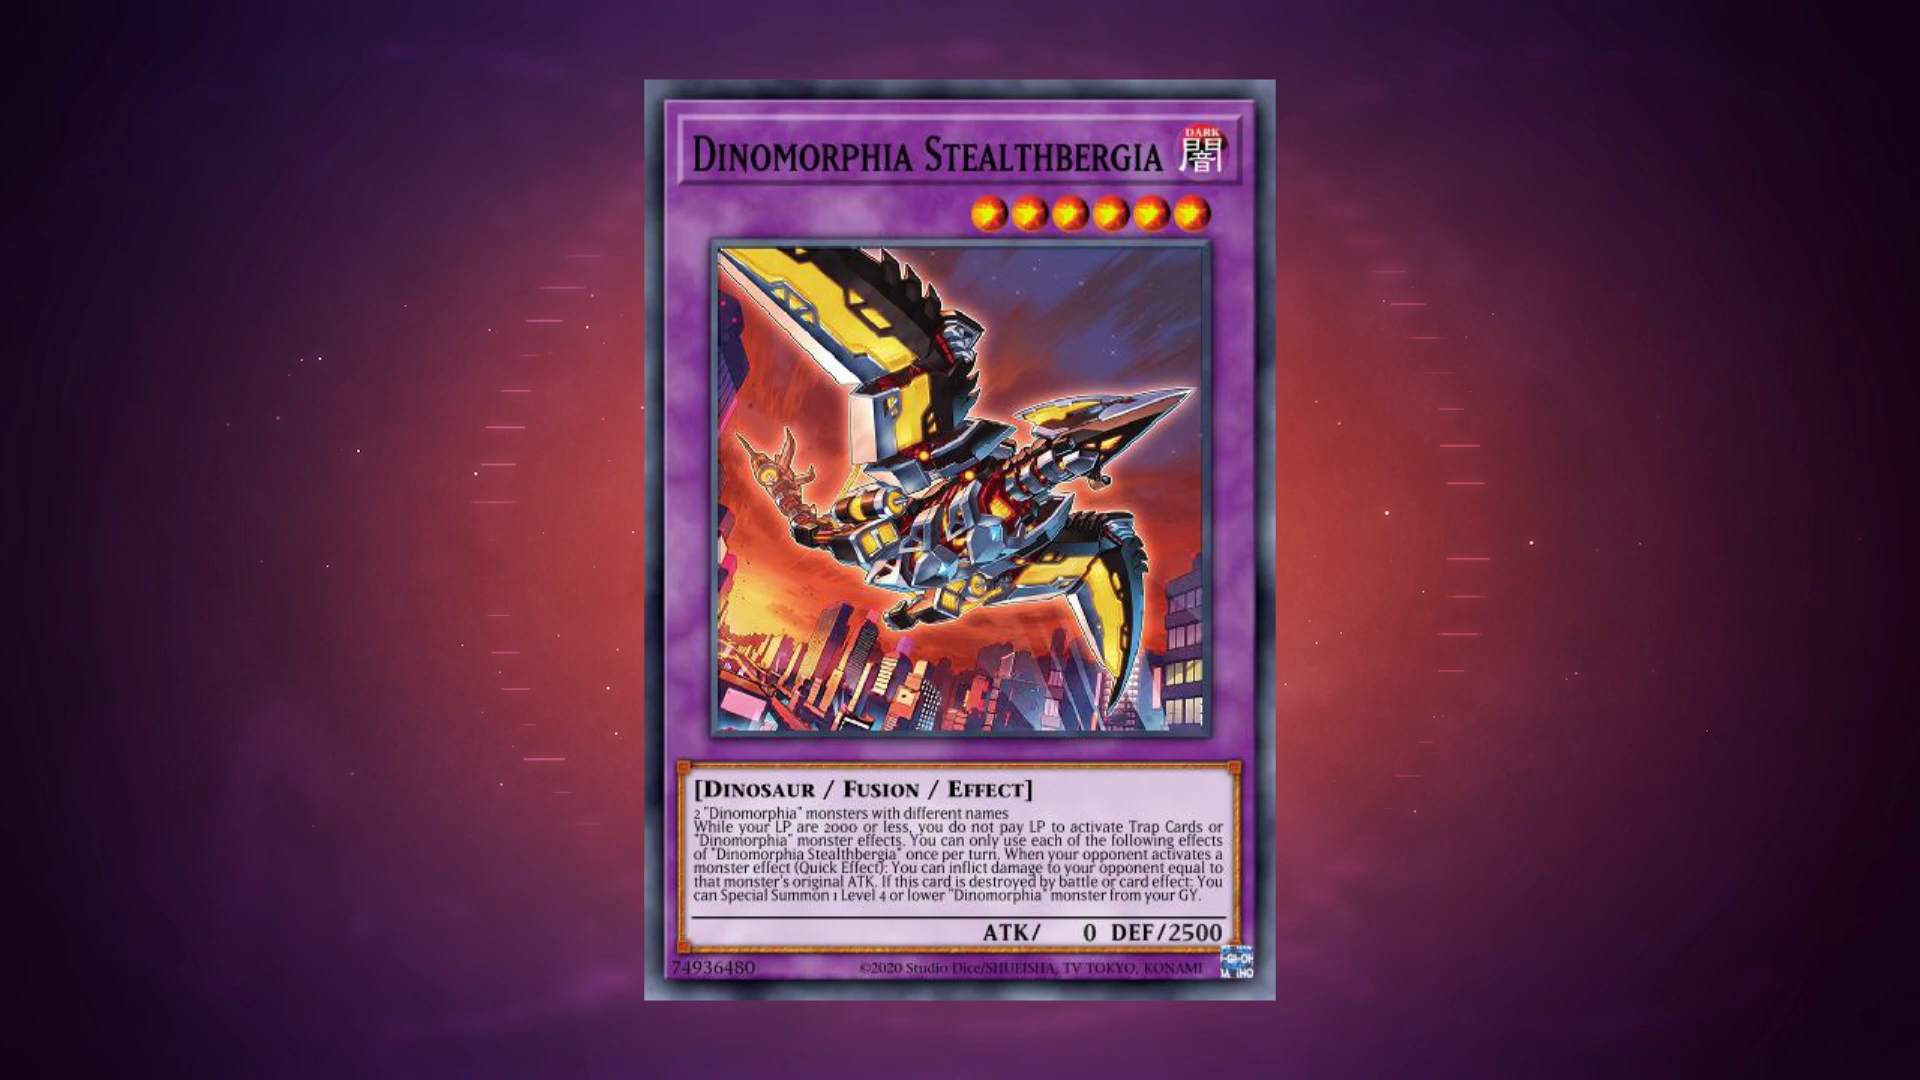 DINOMORPHIA STEALTHBERGIA
DARK
闇
[DINOSAUR / FUSION / EFFECT]
2 "Dinomorphia" monsters with different names
While your LP are 2000 or less, you do not pay LP to activate Trap Cards or
"Dinomorphia" monster effects. You can only use each of the following effects
of "Dinomorphia Stealthbergia" once per turn. When your opponent activates a
monster effect (Quick Effect): You can inflict damage to your opponent equal to
that monster's original ATK. If this card is destroyed by battle or card effect: You
can Special Summon 1 Level 4 or lower "Dinomorphia" monster from your GY.
ATK/ 0 DEF/2500
74936480
©2020 Studio Dice/SHUEISHA, TV TOKYO, KONAMI